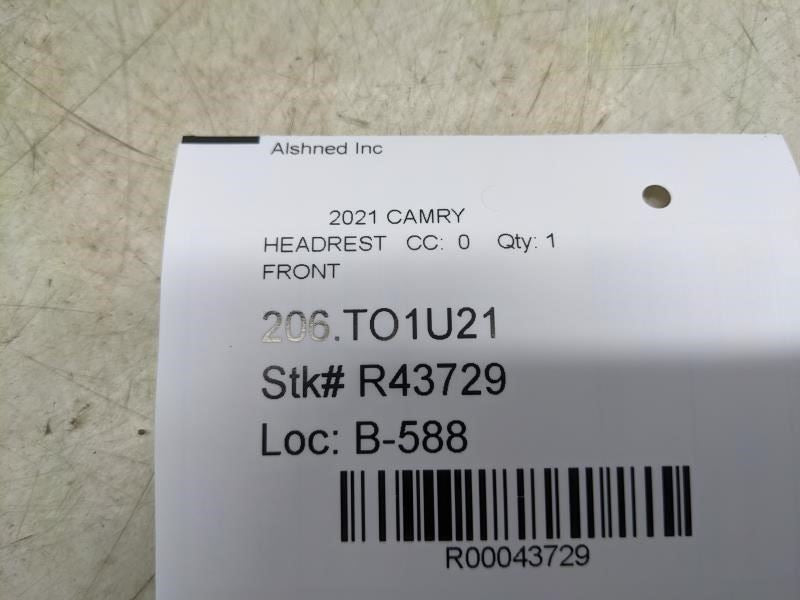 Alshned Inc
2021 CAMRY
HEADREST CC: 0 Qty: 1
FRONT
206.TO1U21
Stk# R43729
Loc: B-588
R00043729